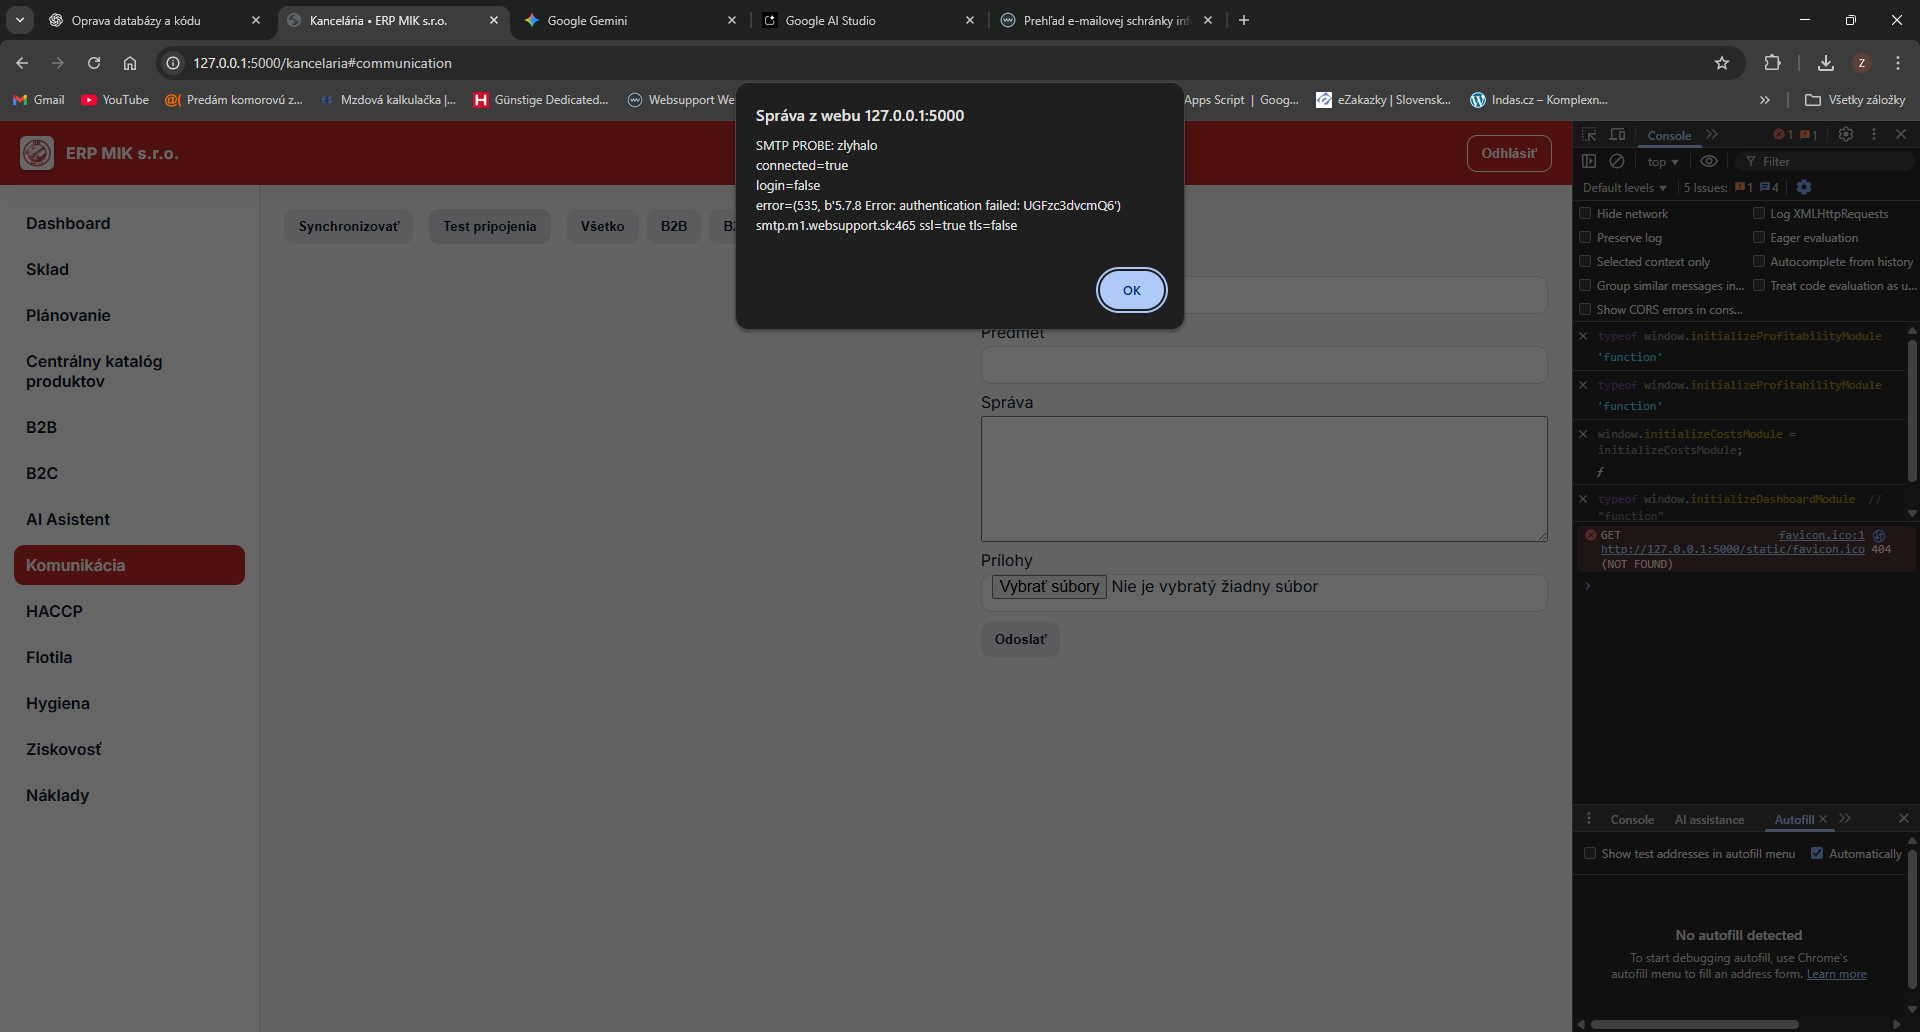 Oprava databázy a kódu
Kancelária • ERP MIK s.r.o.
Google Gemini
Google AI Studio
Prehľad e-mailovej schránky in
127.0.0.1:5000/kancelaria#communication
Z
Gmail
YouTube
Predám komorovú z...
Mzdová kalkulačka |...
Günstige Dedicated...
Websupport We
Apps Script | Goog...
eZakazky | Slovensk...
Indas.cz – Komplexn...
Všetky záložky
ERP MIK s.r.o.
Odhlásiť
Správa z webu 127.0.0.1:5000
SMTP PROBE: zlyhalo
connected=true
login=false
error=(535, b'5.7.8 Error: authentication failed: UGFzc3dvcmQ6')
smtp.m1.websupport.sk:465 ssl=true tls=false
OK
Dashboard
Sklad
Plánovanie
Centrálny katalóg
produktov
B2B
B2C
AI Asistent
Komunikácia
HACCP
Flotila
Hygiena
Ziskovosť
Náklady
Synchronizovať
Test pripojenia
Všetko
B2B
Predmet
Správa
Prílohy
Vybrať súbory Nie je vybratý žiadny súbor
Odoslať
Console
1
1
top
Filter
Default levels
5 Issues:
1
4
Hide network
Log XMLHttpRequests
Preserve log
Eager evaluation
Selected context only
Autocomplete from history
Group similar messages in...
Treat code evaluation as u...
Show CORS errors in cons...
typeof window.initializeProfitabilityModule
'function'
typeof window.initializeProfitabilityModule
'function'
window.initializeCostsModule =
initializeCostsModule;
ƒ
typeof window.initializeDashboardModule //
"function"
GET favicon.ico:1
http://127.0.0.1:5000/static/favicon.ico 404
(NOT FOUND)
Console
AI assistance
Autofill
Show test addresses in autofill menu
Automatically
No autofill detected
To start debugging autofill, use Chrome's
autofill menu to fill an address form. Learn more